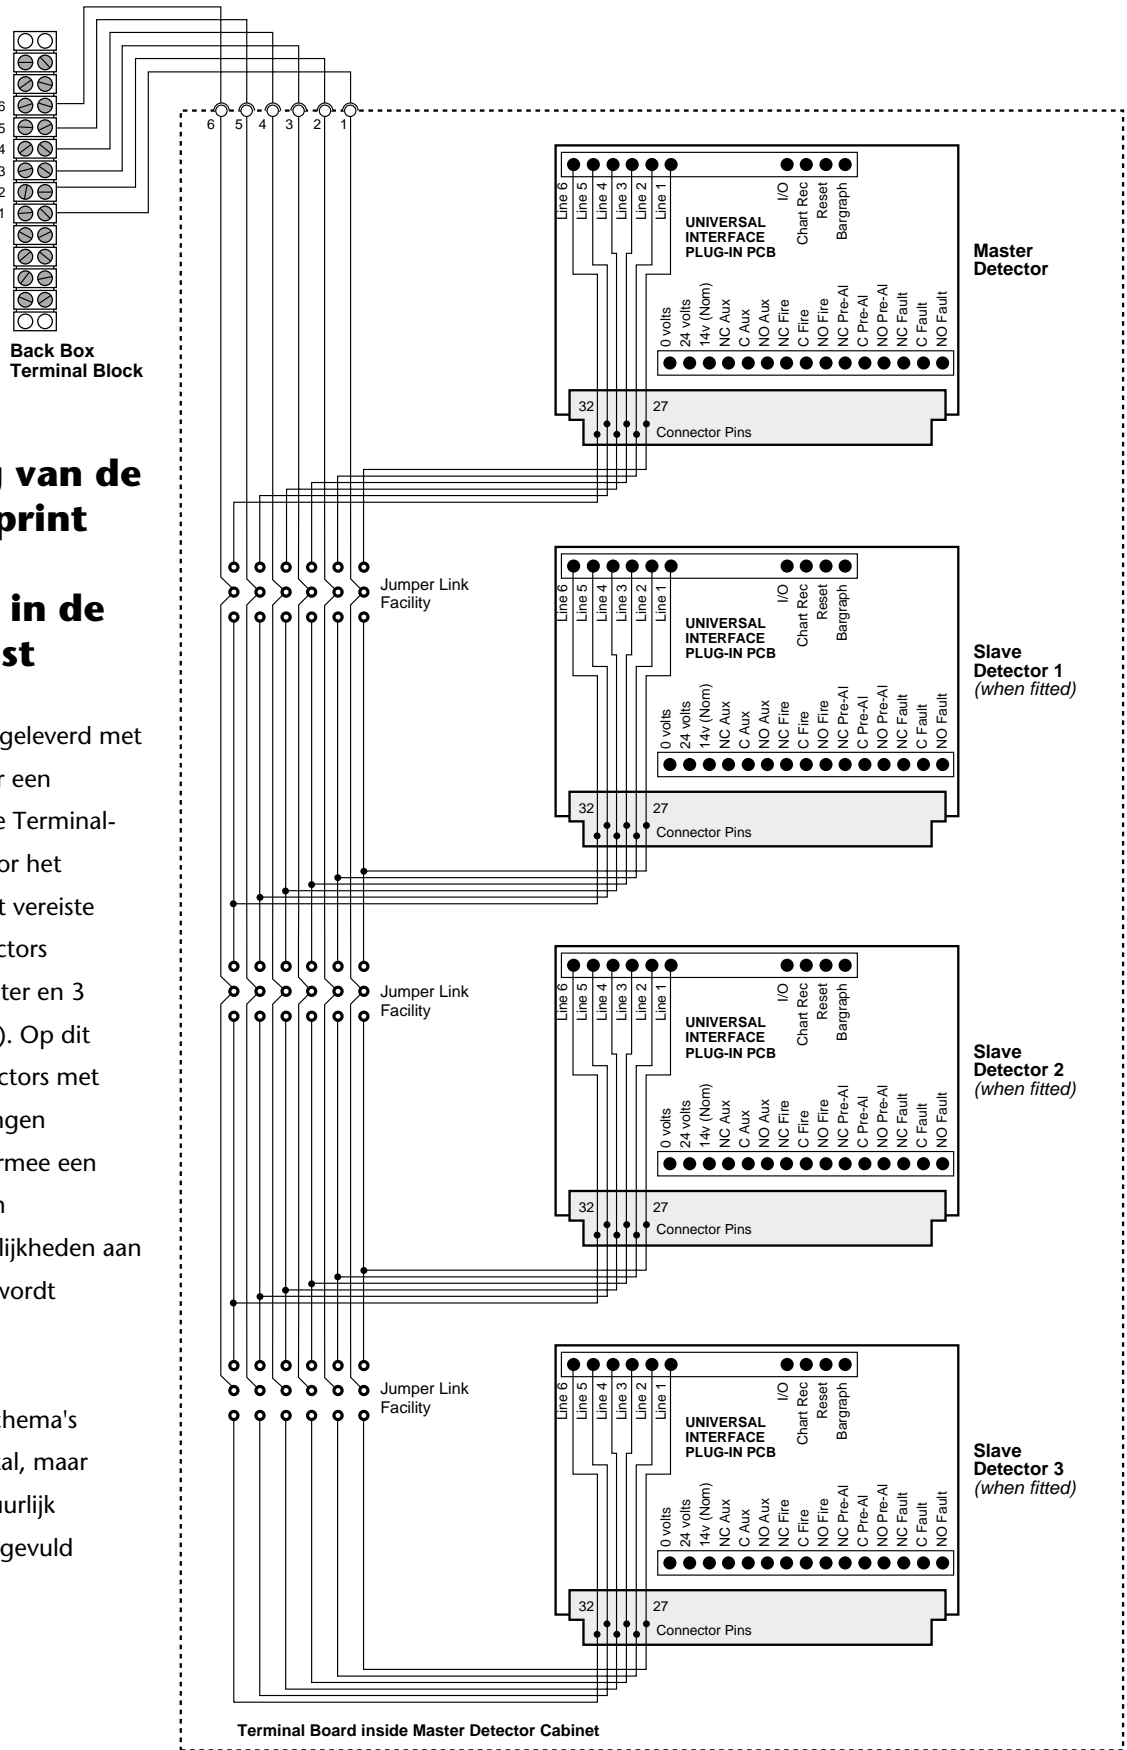 6
5
4
3
2
1
Back Box
Terminal Block
6 5 4 3 2 1
Line 6
Line 5
Line 4
Line 3
Line 2
Line 1
I/O
Chart Rec
Reset
Bargraph
UNIVERSAL
INTERFACE
PLUG-IN PCB
0 volts
24 volts
14v (Nom)
NC Aux
C Aux
NO Aux
NC Fire
C Fire
NO Fire
NC Pre-Al
C Pre-Al
NO Pre-Al
NC Fault
C Fault
NO Fault
32 27
Connector Pins
Master
Detector
Jumper Link
Facility
Line 6
Line 5
Line 4
Line 3
Line 2
Line 1
I/O
Chart Rec
Reset
Bargraph
UNIVERSAL
INTERFACE
PLUG-IN PCB
0 volts
24 volts
14v (Nom)
NC Aux
C Aux
NO Aux
NC Fire
C Fire
NO Fire
NC Pre-Al
C Pre-Al
NO Pre-Al
NC Fault
C Fault
NO Fault
32 27
Connector Pins
Slave
Detector 1
(when fitted)
Jumper Link
Facility
Line 6
Line 5
Line 4
Line 3
Line 2
Line 1
I/O
Chart Rec
Reset
Bargraph
UNIVERSAL
INTERFACE
PLUG-IN PCB
0 volts
24 volts
14v (Nom)
NC Aux
C Aux
NO Aux
NC Fire
C Fire
NO Fire
NC Pre-Al
C Pre-Al
NO Pre-Al
NC Fault
C Fault
NO Fault
32 27
Connector Pins
Slave
Detector 2
(when fitted)
Jumper Link
Facility
Line 6
Line 5
Line 4
Line 3
Line 2
Line 1
I/O
Chart Rec
Reset
Bargraph
UNIVERSAL
INTERFACE
PLUG-IN PCB
0 volts
24 volts
14v (Nom)
NC Aux
C Aux
NO Aux
NC Fire
C Fire
NO Fire
NC Pre-Al
C Pre-Al
NO Pre-Al
NC Fault
C Fault
NO Fault
32 27
Connector Pins
Slave
Detector 3
(when fitted)
Terminal Board inside Master Detector Cabinet
van de
print
in de
st
geleverd met
een
e Terminal-
or het
t vereiste
ctors
ter en 3
). Op dit
ctors met
ngen
rmee een
n
lijkheden aan
wordt
hema's
al, maar
urlijk
gevuld